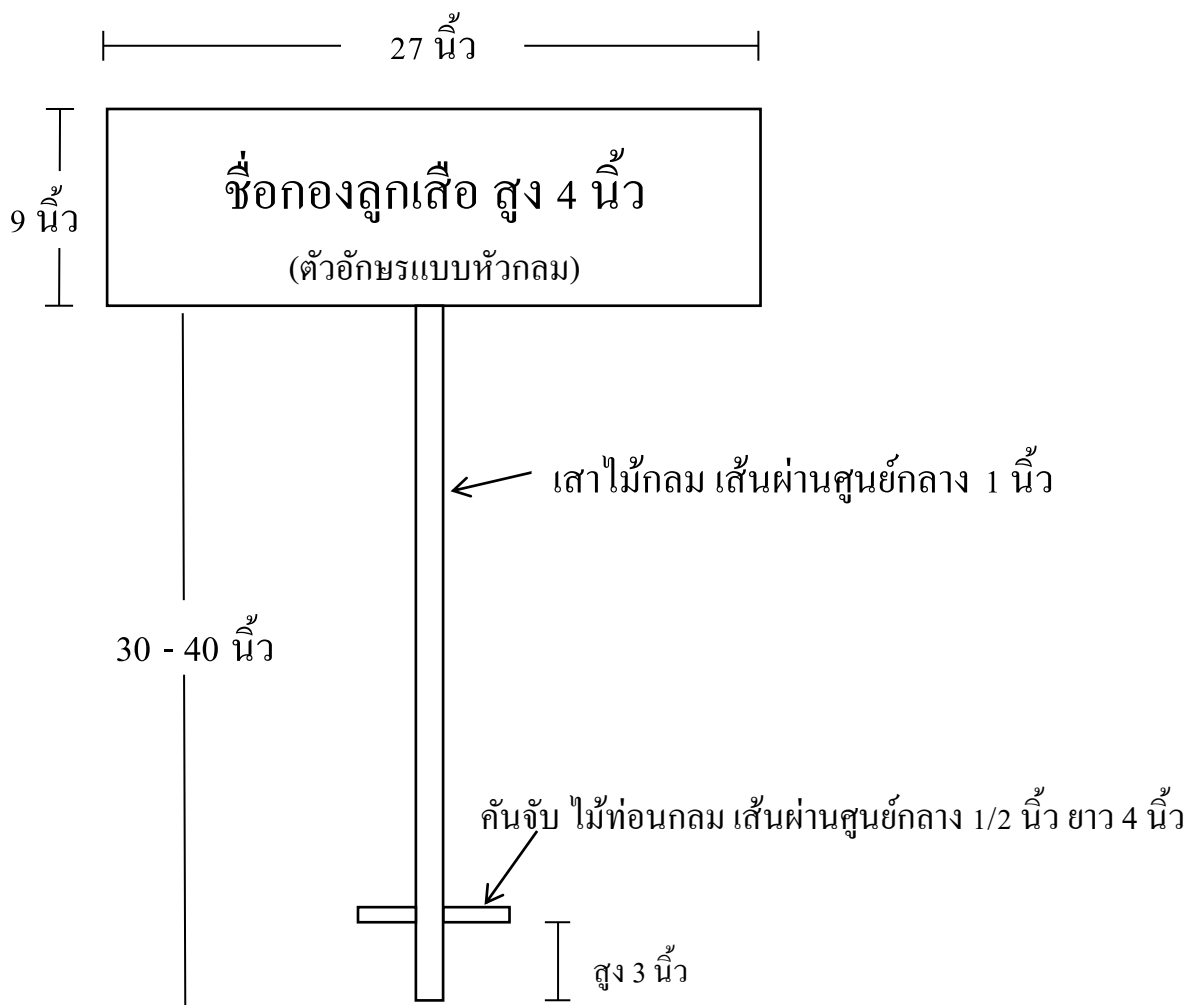 27 นิ้ว
ชื่อกองลูกเสือ สูง 4 นิ้ว
9 นิ้ว
(ตัวอักษรแบบหัวกลม)
เสาไม้กลม เส้นผ่านศูนย์กลาง 1 นิ้ว
30 - 40 นิ้ว
คันจับ ไม้ท่อนกลม เส้นผ่านศูนย์กลาง 1/2 นิ้ว ยาว 4 นิ้ว
สูง 3 นิ้ว